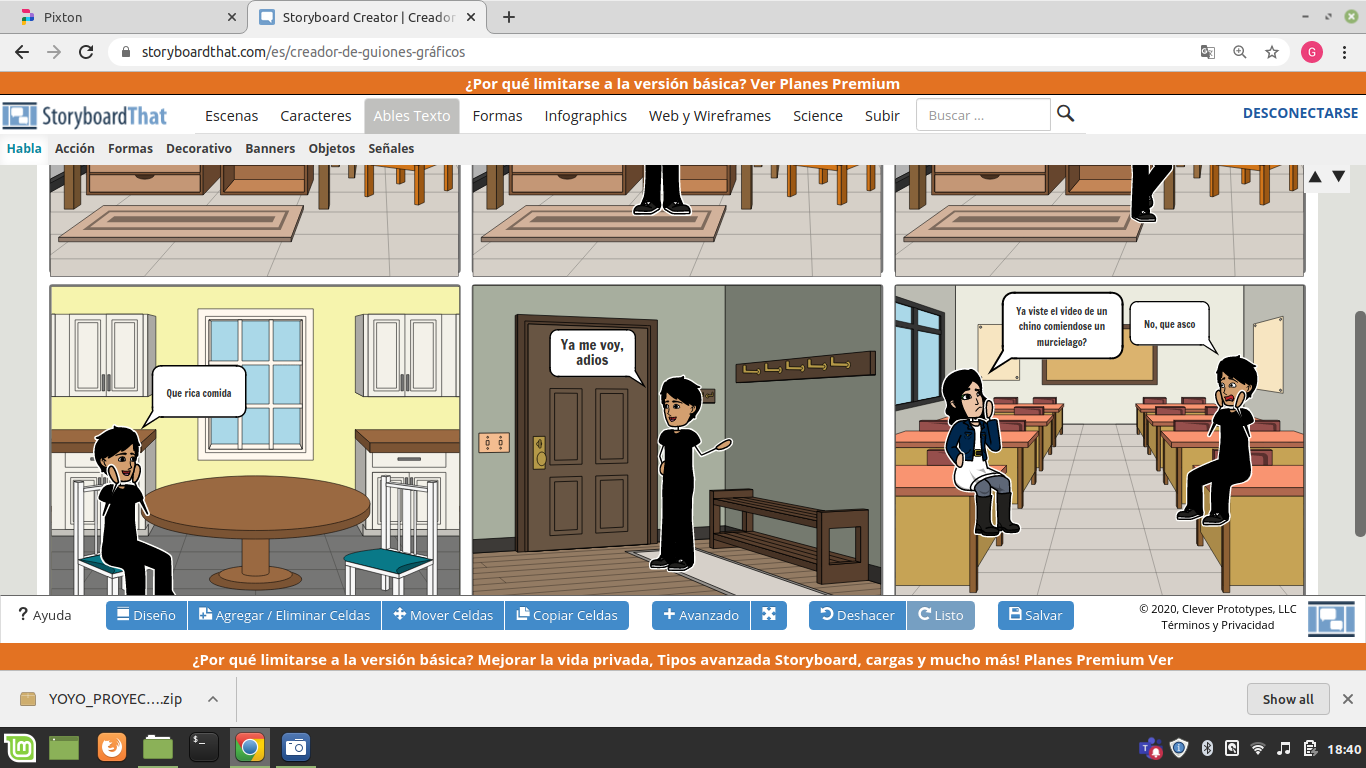 Pixton
Storyboard Creator | Creador
storyboardthat.com/es/creador-de-guiones-gráficos
G
¿Por qué limitarse a la versión básica? Ver Planes Premium
StoryboardThat
Escenas
Caracteres
Ables Texto
Formas
Infographics
Web y Wireframes
Science
Subir
Buscar ...
DESCONECTARSE
Habla
Acción
Formas
Decorativo
Banners
Objetos
Señales
Que rica comida
Ya me voy,
adios
Ya viste el video de un
chino comiendose un
murcielago?
No, que asco
? Ayuda
Diseño
Agregar / Eliminar Celdas
Mover Celdas
Copiar Celdas
Avanzado
Deshacer
Listo
Salvar
© 2020, Clever Prototypes, LLC
Términos y Privacidad
¿Por qué limitarse a la versión básica? Mejorar la vida privada, Tipos avanzada Storyboard, cargas y mucho más! Planes Premium Ver
YOYO_PROYEC....zip
Show all
18:40